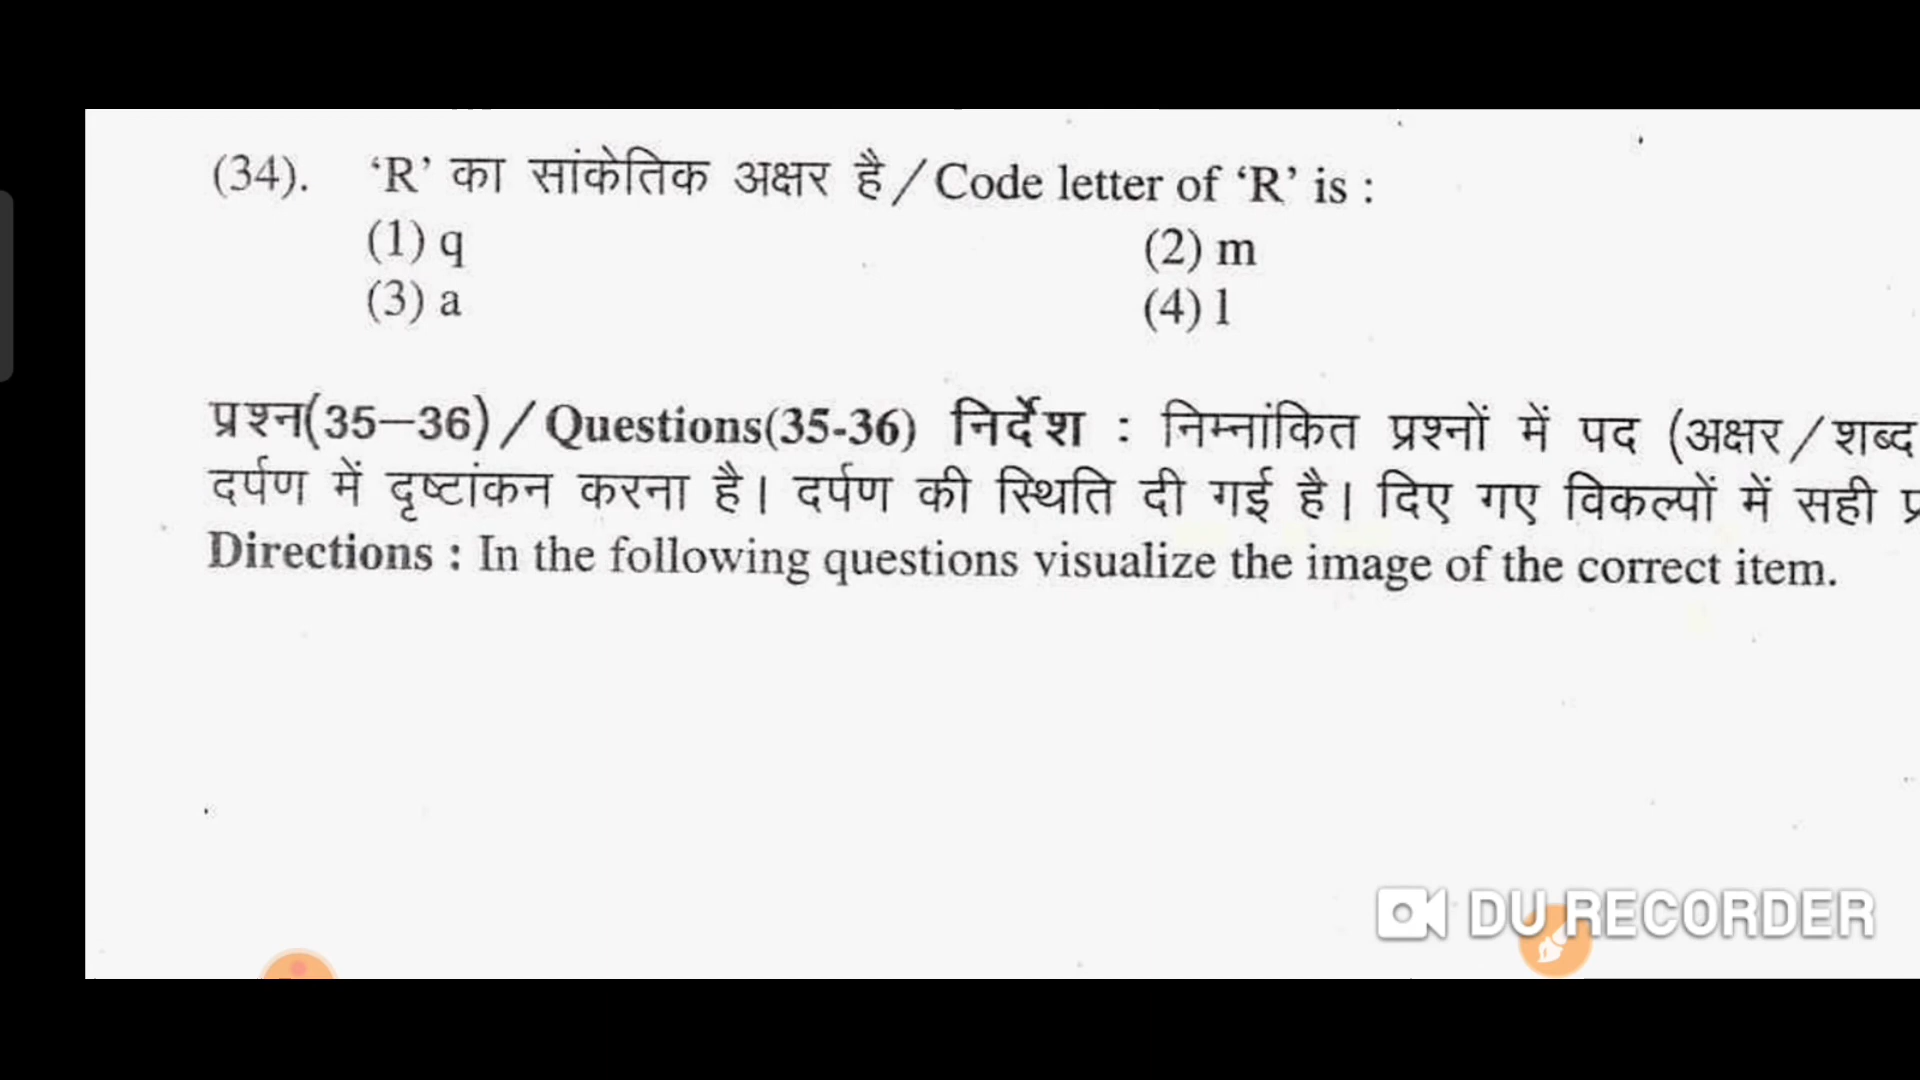 (34). ‘R’ का सांकेतिक अक्षर है/Code letter of ‘R’ is :
(1) q (2) m
(3) a (4) l
प्रश्न(35–36)/Questions(35-36) निर्देश : निम्नांकित प्रश्नों में पद (अक्षर/शब्द
दर्पण में दृष्टांकन करना है। दर्पण की स्थिति दी गई है। दिए गए विकल्पों में सही
Directions : In the following questions visualize the image of the correct item.
DU RECORDER